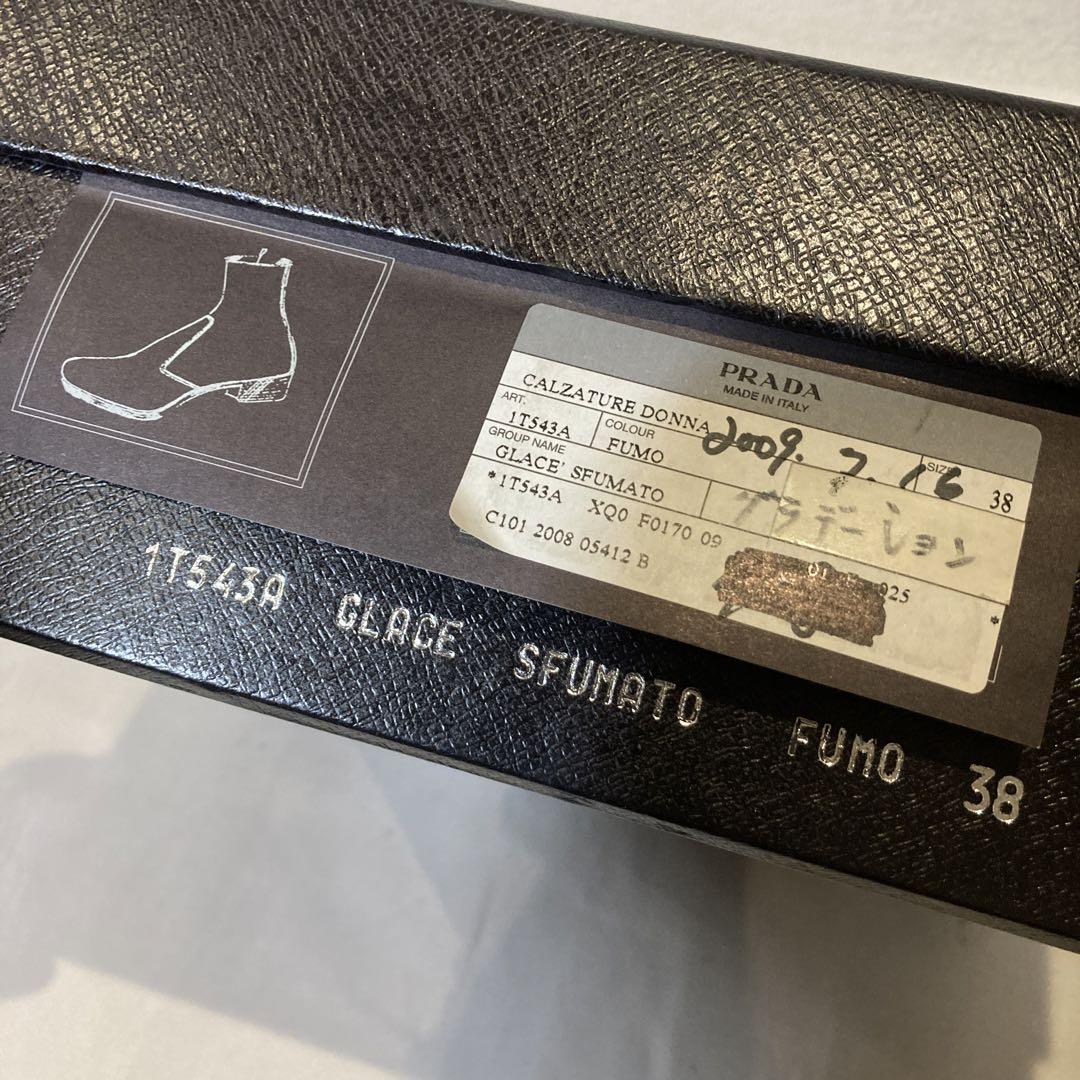 PRADA
MADE IN ITALY
CALZATURE DONNA
ART. 1T543A COLOUR FUMO 2009. 7. 16 SIZE 38
GROUP NAME
GLACE' SFUMATO
グラデーション
*1T543A XQ0 F0170 09
C101 2008 05412 B
025
*
1T543A GLACE SFUMATO FUMO 38